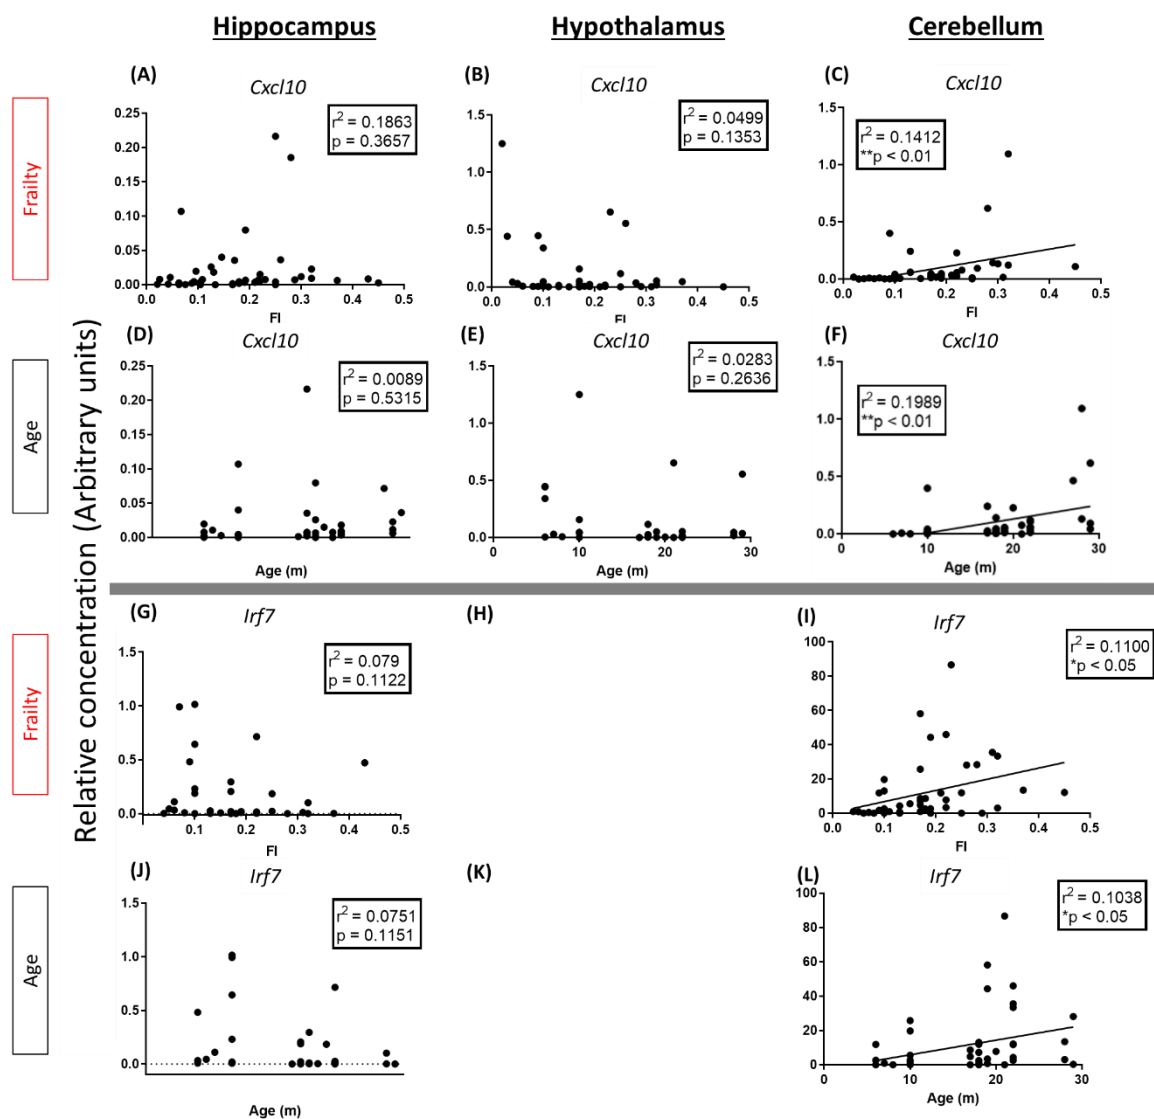 Hippocampus
Hypothalamus
Cerebellum
Frailty
Age
Frailty
Age
Relative concentration (Arbitrary units)
(A)
Cxcl10
r² = 0.1863
p = 0.3657
0.25
0.20
0.15
0.10
0.05
0.00
0.0 0.1 0.2 0.3 0.4 0.5
FI
(B)
Cxcl10
r² = 0.0499
p = 0.1353
1.5
1.0
0.5
0.0
0.0 0.1 0.2 0.3 0.4 0.5
FI
(C)
Cxcl10
r² = 0.1412
**p < 0.01
1.5
1.0
0.5
0.0
0.0 0.1 0.2 0.3 0.4 0.5
FI
(D)
Cxcl10
r² = 0.0089
p = 0.5315
0.25
0.20
0.15
0.10
0.05
0.00
Age (m)
(E)
Cxcl10
r² = 0.0283
p = 0.2636
1.5
1.0
0.5
0.0
0 10 20 30
Age (m)
(F)
Cxcl10
r² = 0.1989
**p < 0.01
1.5
1.0
0.5
0.0
0 10 20 30
Age (m)
(G)
Irf7
r² = 0.079
p = 0.1122
1.5
1.0
0.5
0.0
0.1 0.2 0.3 0.4 0.5
FI
(H)
(I)
Irf7
r² = 0.1100
*p < 0.05
100
80
60
40
20
0
0.0 0.1 0.2 0.3 0.4 0.5
FI
(J)
Irf7
r² = 0.0751
p = 0.1151
1.5
1.0
0.5
0.0
Age (m)
(K)
(L)
Irf7
r² = 0.1038
*p < 0.05
100
80
60
40
20
0
0 10 20 30
Age (m)